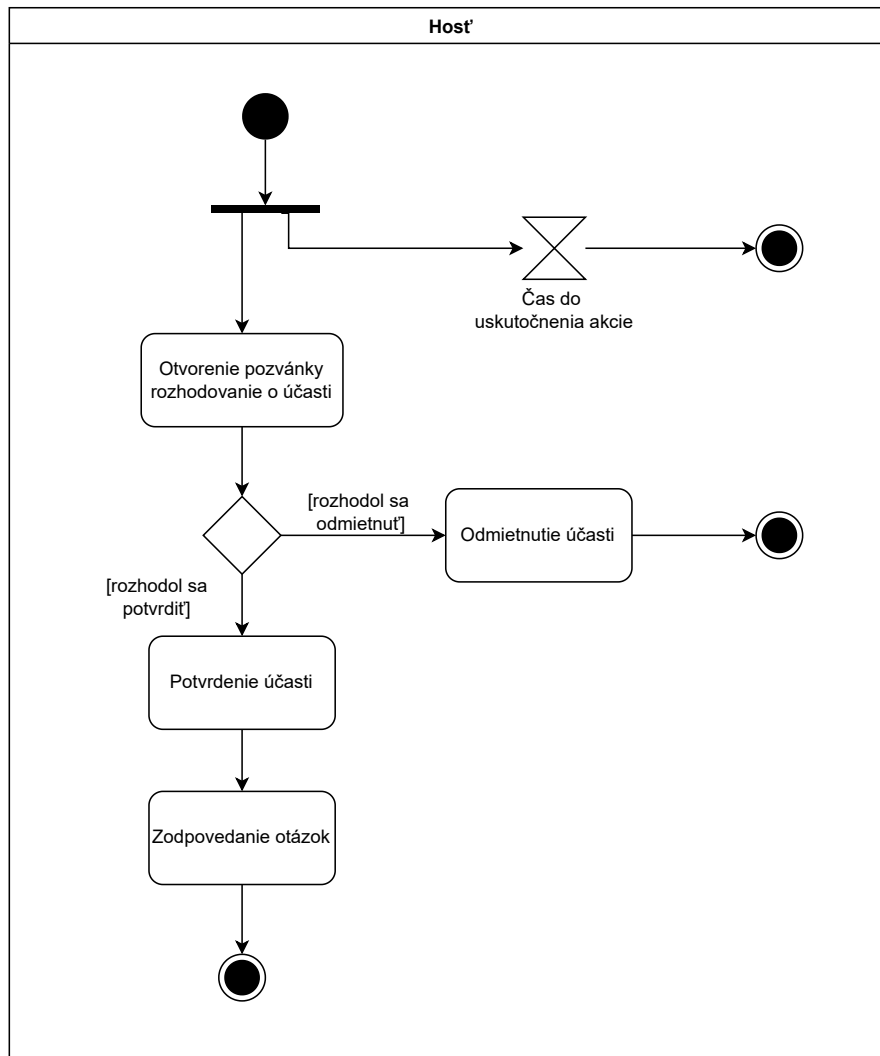 Hosť
Čas do
uskutočnenia akcie
Otvorenie pozvánky
rozhodovanie o účasti
[rozhodol sa
odmietnuť]
Odmietnutie účasti
[rozhodol sa
potvrdiť]
Potvrdenie účasti
Zodpovedanie otázok